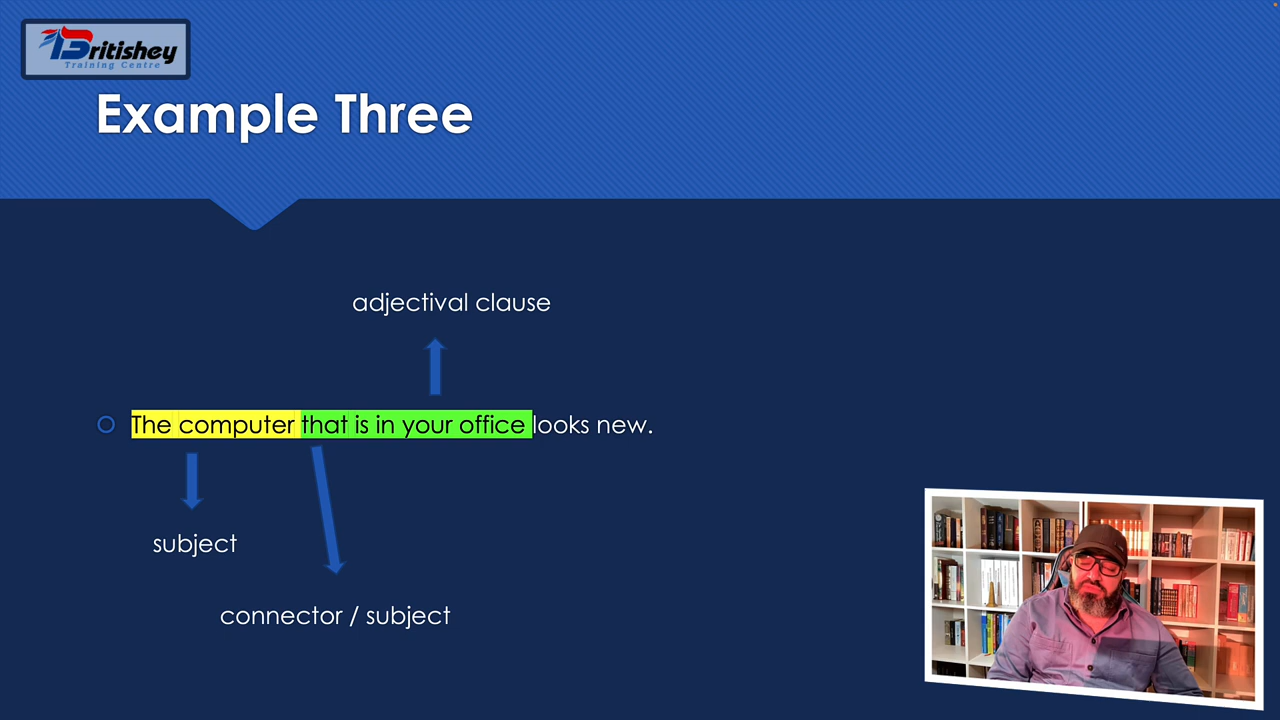 Britishey
Training Centre
Example Three
adjectival clause
The computer that is in your office looks new.
subject
connector / subject